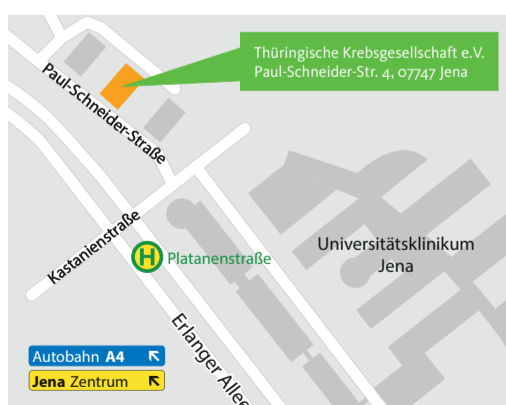 Thüringische Krebsgesellschaft e.V.
Paul-Schneider-Str. 4, 07747 Jena
Paul-Schneider-Straße
Kastanienstraße
H
Platanenstraße
Universitätsklinikum
Jena
Erlanger Allee
Autobahn A4
Jena Zentrum